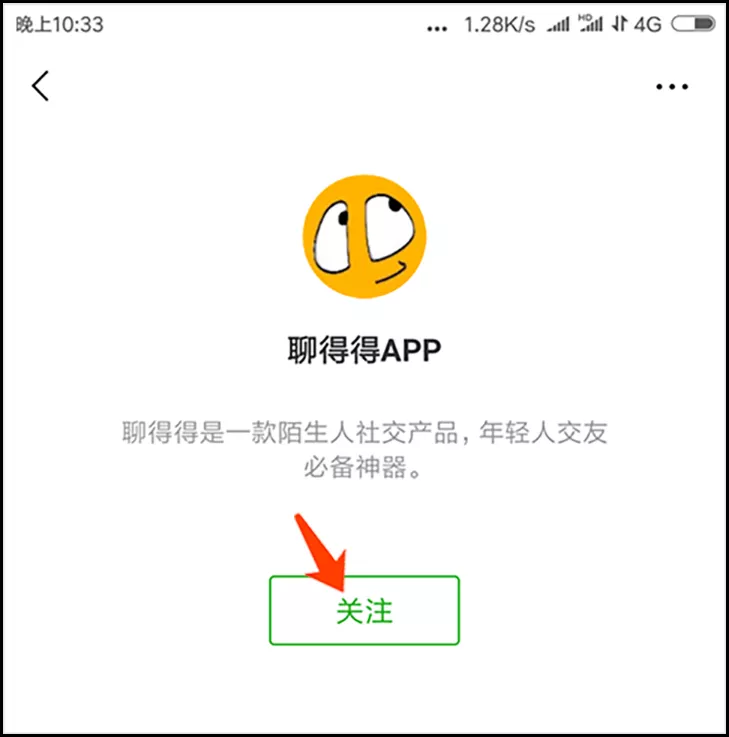 晚上10:33 ... 1.28K/s HD 4G
聊得得APP
聊得得是一款陌生人社交产品，年轻人交友
必备神器。
关注